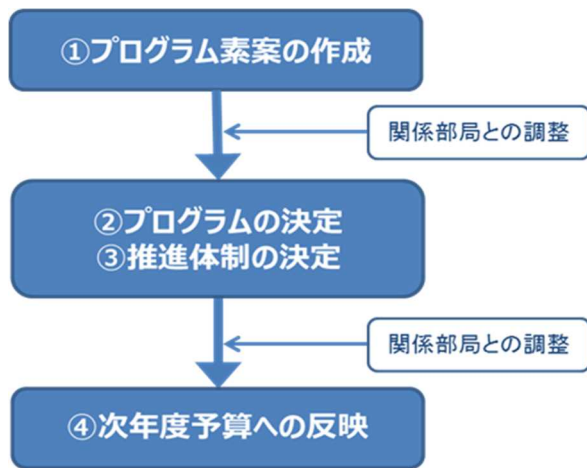 ①プログラム素案の作成
関係部局との調整
②プログラムの決定
③推進体制の決定
関係部局との調整
④次年度予算への反映